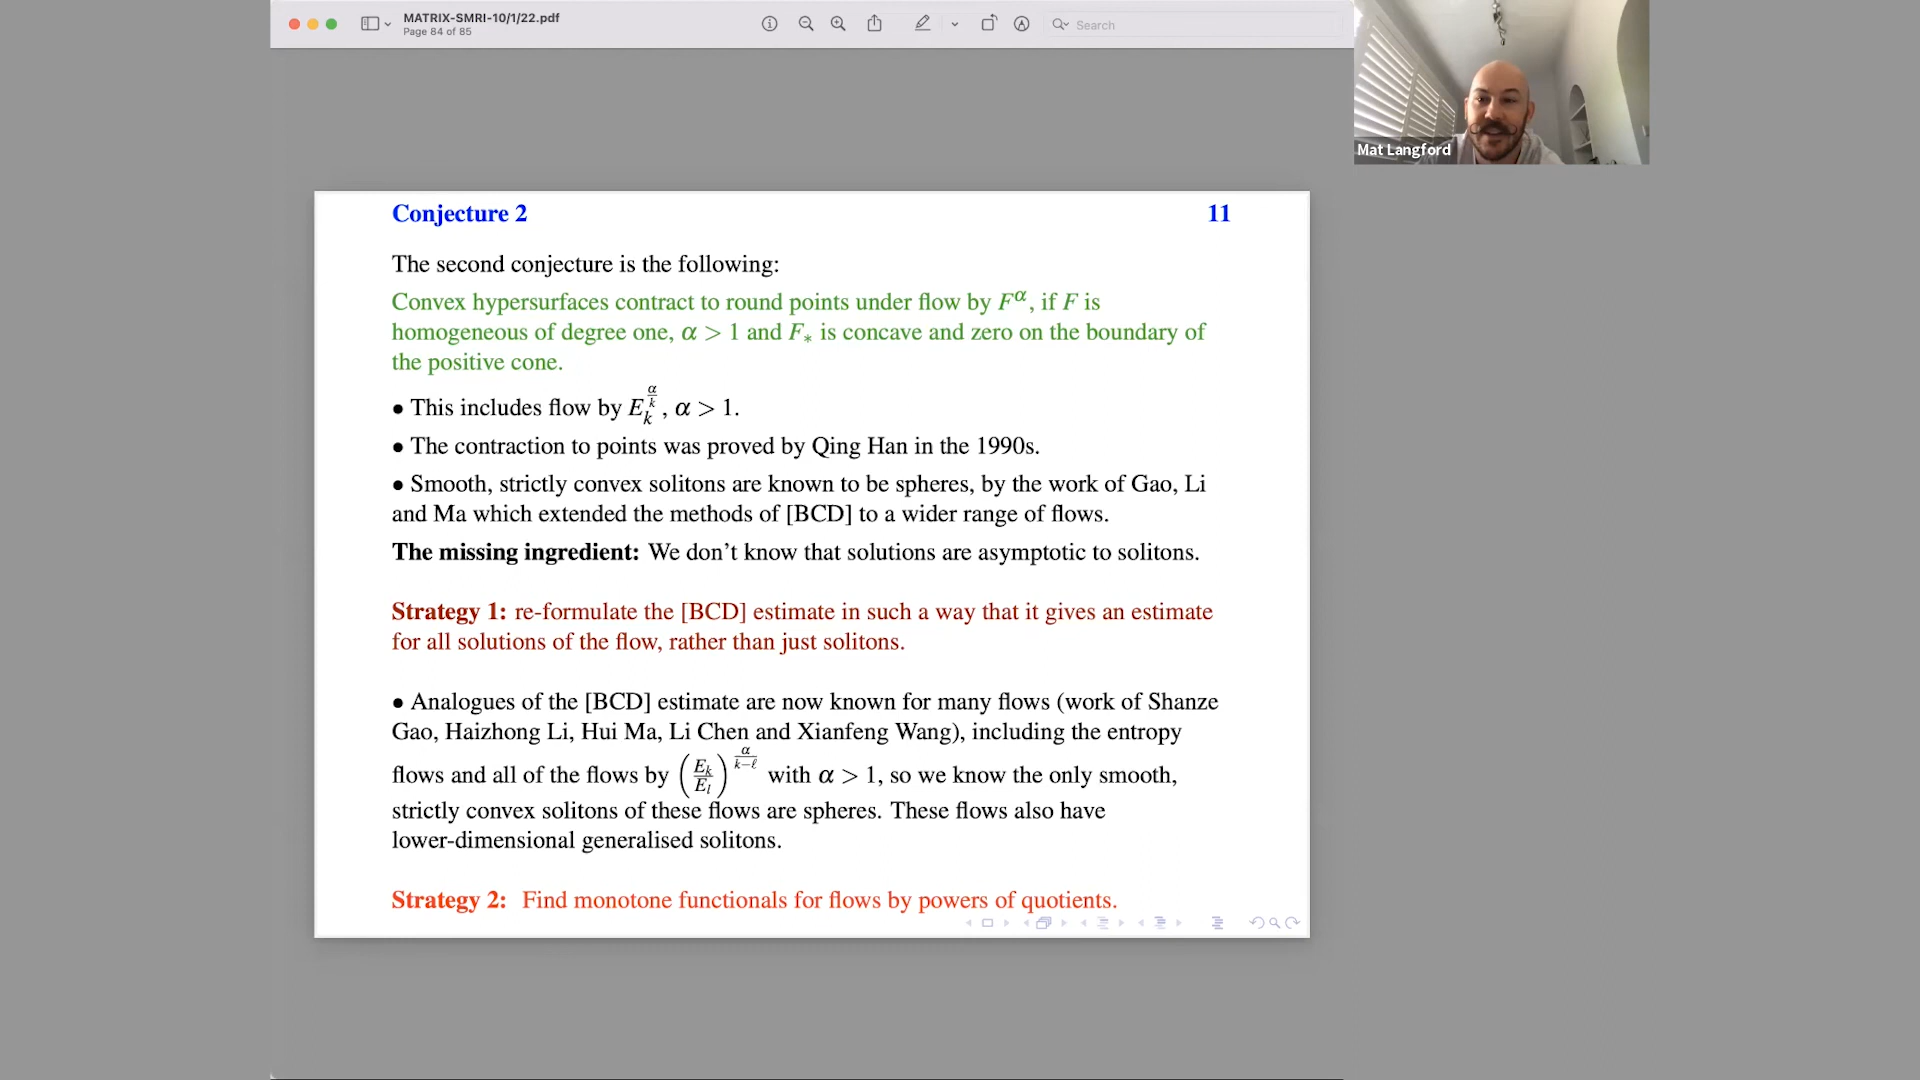 MATRIX-SMRI-10/1/22.pdf
Page 84 of 85
Search
Mat Langford
Conjecture 2 11
The second conjecture is the following:
Convex hypersurfaces contract to round points under flow by F^α, if F is
homogeneous of degree one, α > 1 and F_* is concave and zero on the boundary of
the positive cone.
• This includes flow by E_k^{α/k}, α > 1.
• The contraction to points was proved by Qing Han in the 1990s.
• Smooth, strictly convex solitons are known to be spheres, by the work of Gao, Li
and Ma which extended the methods of [BCD] to a wider range of flows.
The missing ingredient: We don’t know that solutions are asymptotic to solitons.
Strategy 1: re-formulate the [BCD] estimate in such a way that it gives an estimate
for all solutions of the flow, rather than just solitons.
• Analogues of the [BCD] estimate are now known for many flows (work of Shanze
Gao, Haizhong Li, Hui Ma, Li Chen and Xianfeng Wang), including the entropy
flows and all of the flows by (E_k/E_l)^{α/(k−ℓ)} with α > 1, so we know the only smooth,
strictly convex solitons of these flows are spheres. These flows also have
lower-dimensional generalised solitons.
Strategy 2: Find monotone functionals for flows by powers of quotients.